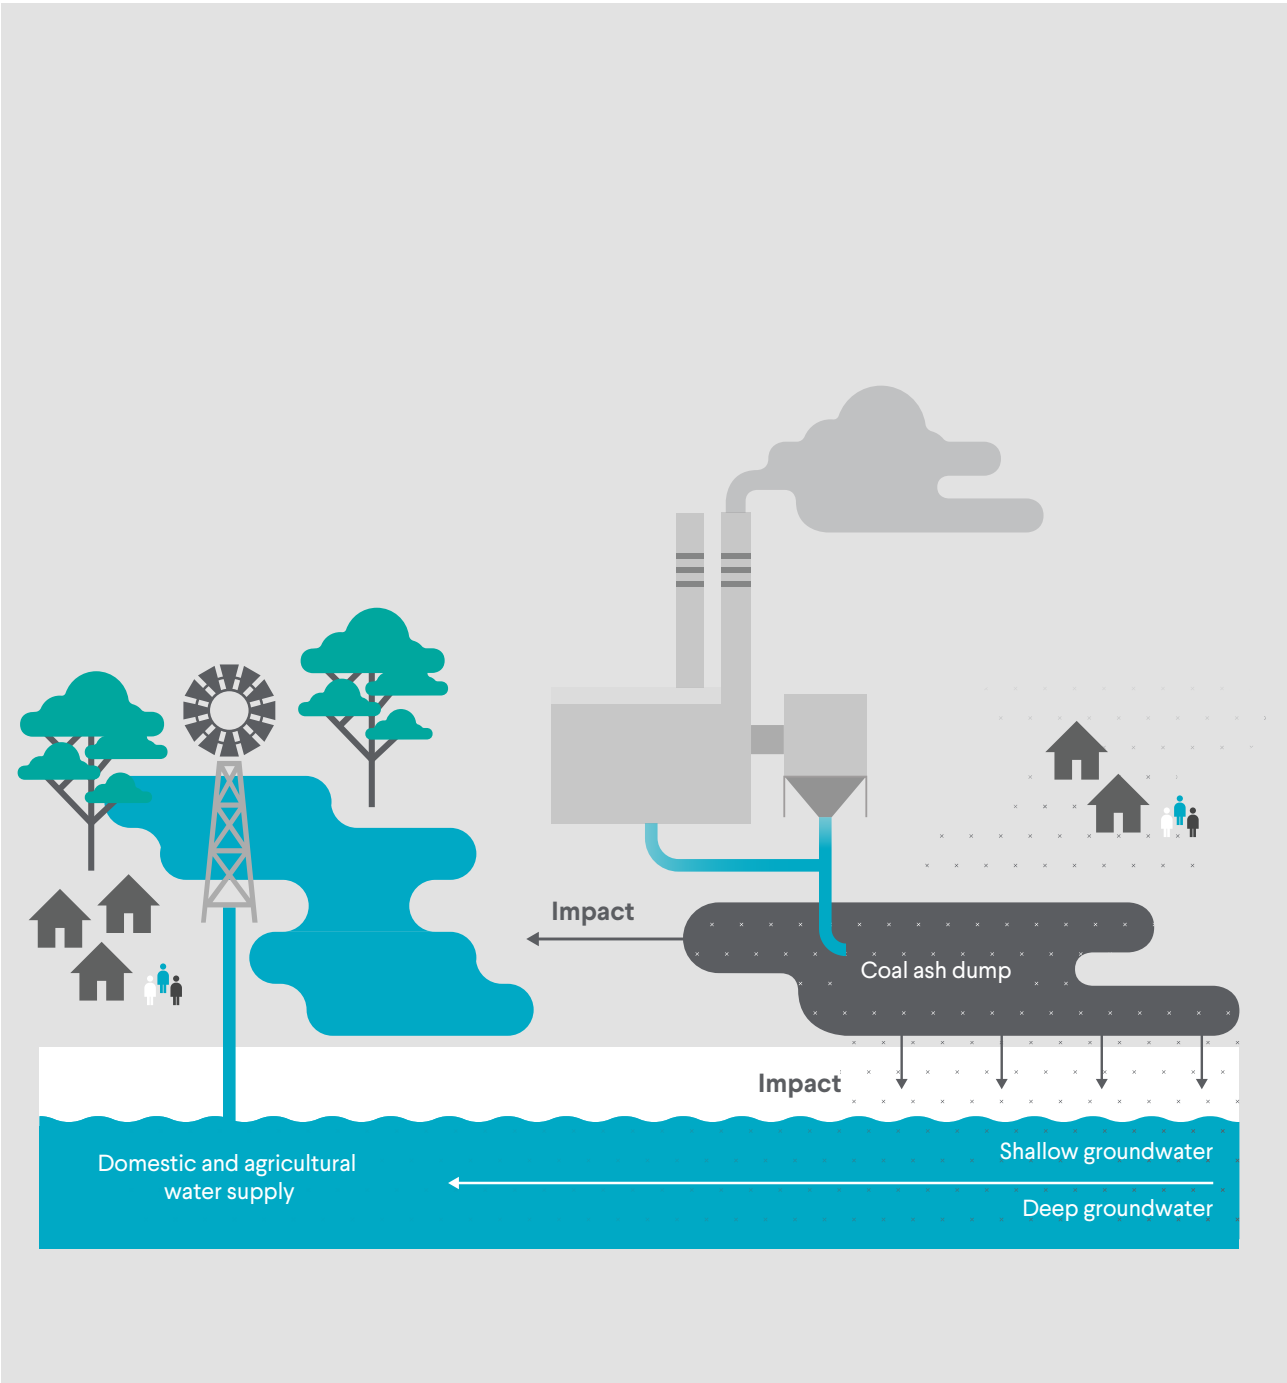 Impact
Coal ash dump
Impact
Shallow groundwater
Domestic and agricultural
water supply
Deep groundwater